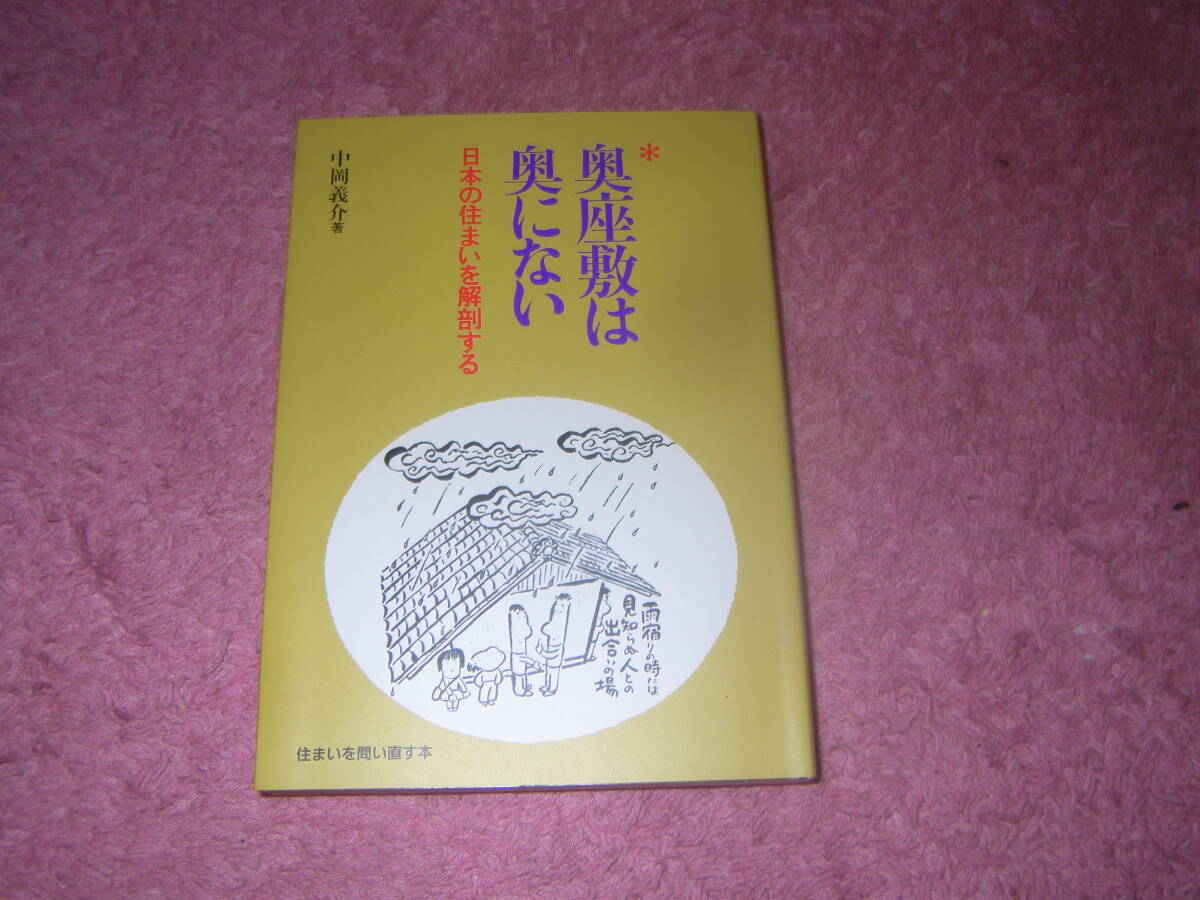 ＊奥座敷は
奥にない
日本の住まいを解剖する
中岡義介著
雨宿りの時には
見知らぬ人との
出合いの場
住まいを問い直す本